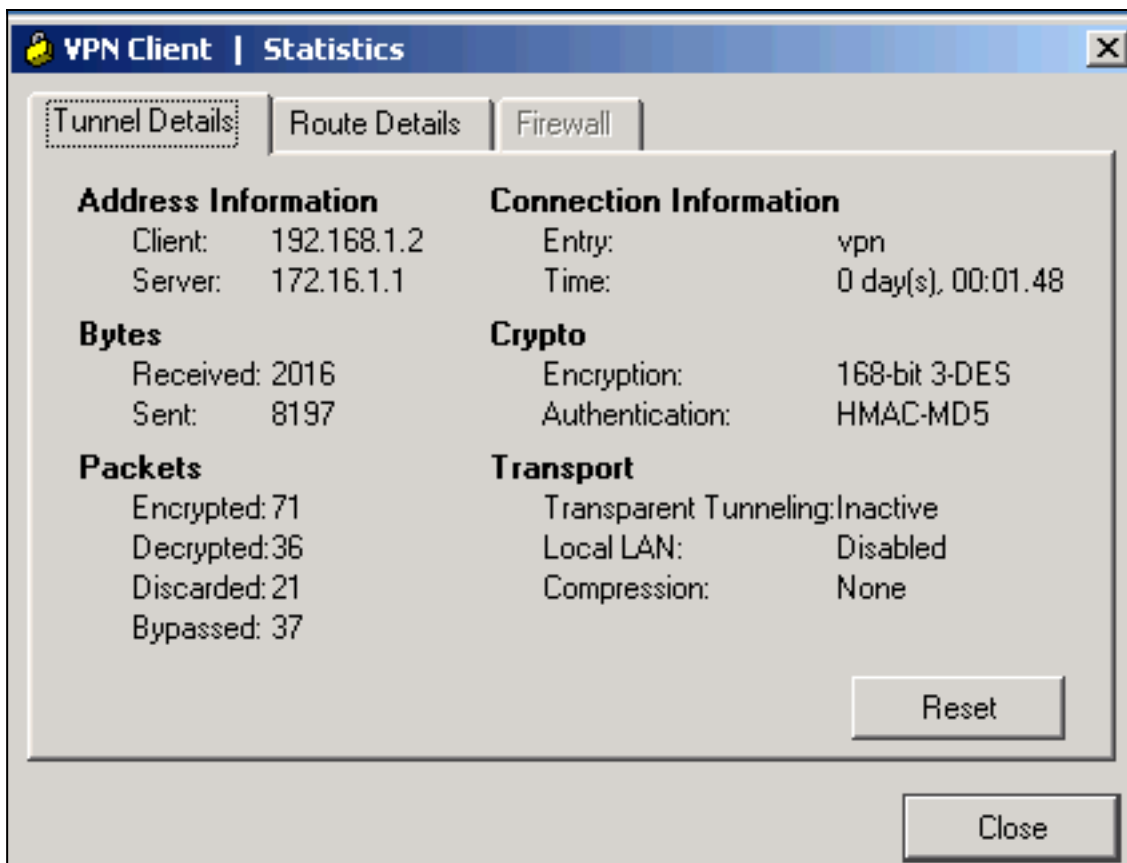 VPN Client | Statistics
Tunnel Details
Route Details
Firewall
Address Information
Client: 192.168.1.2
Server: 172.16.1.1
Connection Information
Entry: vpn
Time: 0 day(s), 00:01.48
Bytes
Received: 2016
Sent: 8197
Crypto
Encryption: 168-bit 3-DES
Authentication: HMAC-MD5
Packets
Encrypted: 71
Decrypted: 36
Discarded: 21
Bypassed: 37
Transport
Transparent Tunneling: Inactive
Local LAN: Disabled
Compression: None
Reset
Close